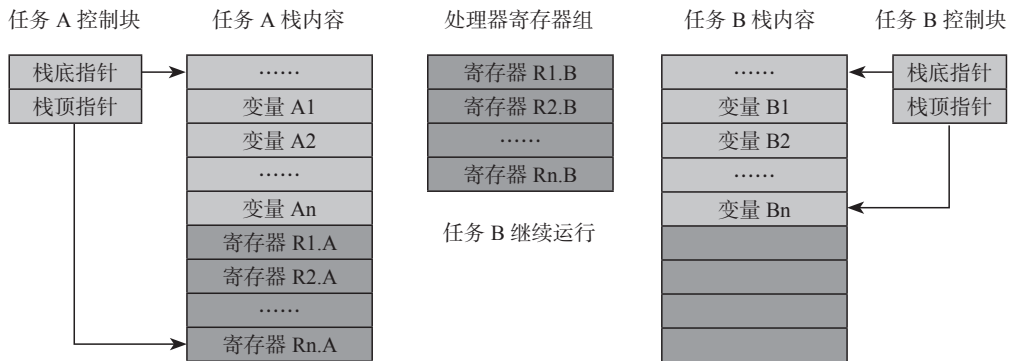 任务 A 控制块
任务 A 栈内容
处理器寄存器组
任务 B 栈内容
任务 B 控制块
栈底指针
栈顶指针
……
变量 A1
变量 A2
……
变量 An
寄存器 R1.A
寄存器 R2.A
……
寄存器 Rn.A
寄存器 R1.B
寄存器 R2.B
……
寄存器 Rn.B
任务 B 继续运行
……
变量 B1
变量 B2
……
变量 Bn
栈底指针
栈顶指针